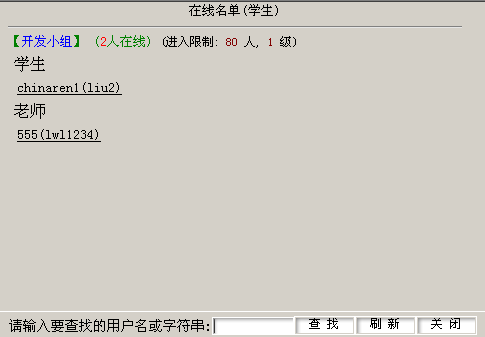 在线名单(学生)
【开发小组】 (2人在线) (进入限制: 80 人, 1 级)
学生
chinaren1(liu2)
老师
555(lwl1234)
请输入要查找的用户名或字符串: 查 找 刷 新 关 闭